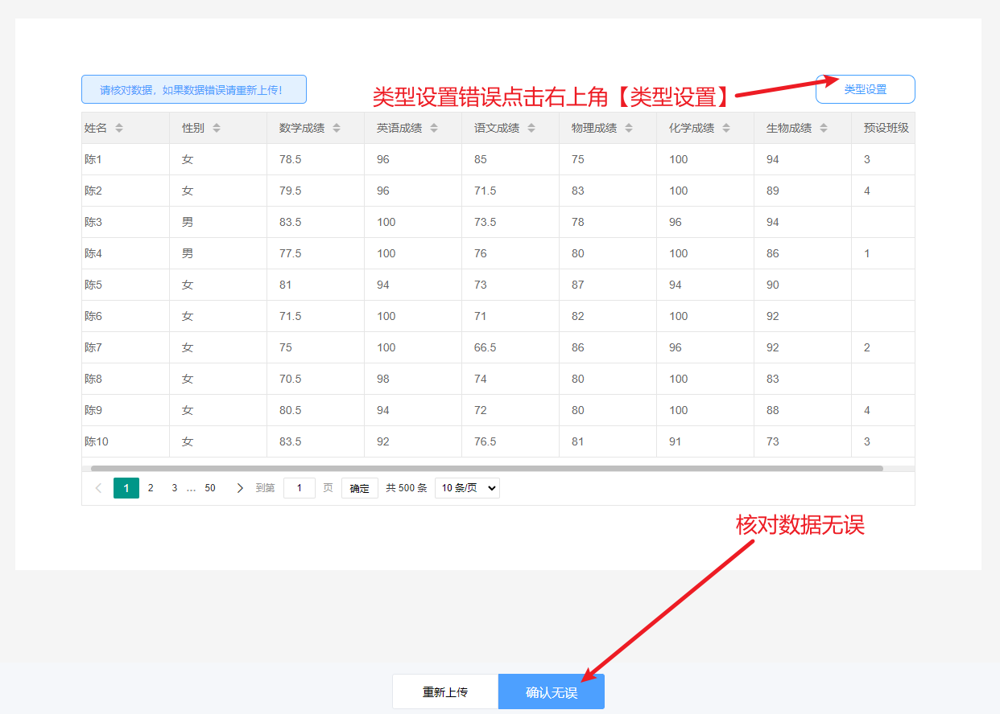 请核对数据，如果数据错误请重新上传！
类型设置错误点击右上角【类型设置】
类型设置
姓名 性别 数学成绩 英语成绩 语文成绩 物理成绩 化学成绩 生物成绩 预设班级
陈1 女 78.5 96 85 75 100 94 3
陈2 女 79.5 96 71.5 83 100 89 4
陈3 男 83.5 100 73.5 78 96 94
陈4 男 77.5 100 76 80 100 86 1
陈5 女 81 94 73 87 94 90
陈6 女 71.5 100 71 82 100 92
陈7 女 75 100 66.5 86 96 92 2
陈8 女 70.5 98 74 80 100 83
陈9 女 80.5 94 72 80 100 88 4
陈10 女 83.5 92 76.5 81 91 73 3
1 2 3 … 50 到第 1 页 确定 共 500 条 10 条/页
核对数据无误
重新上传 确认无误